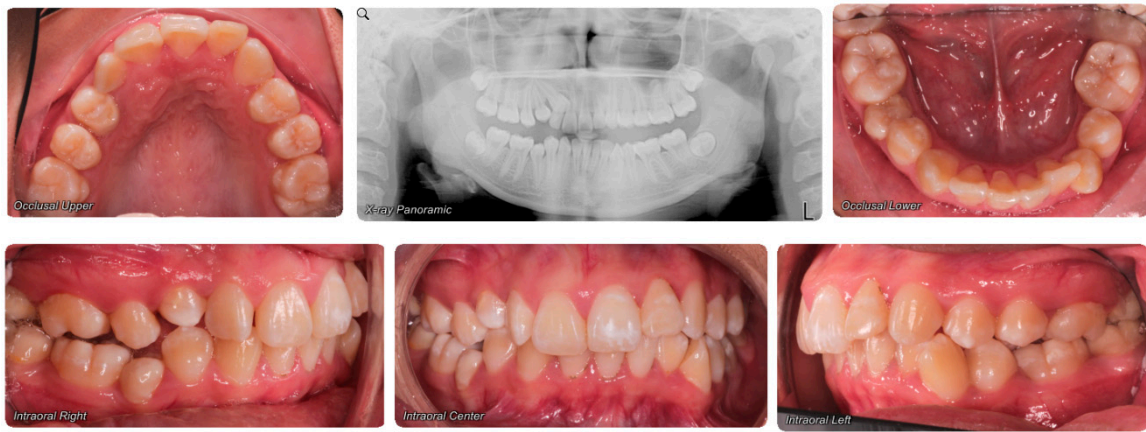 Occlusal Upper
X-ray Panoramic
L
Occlusal Lower
Intraoral Right
Intraoral Center
Intraoral Left